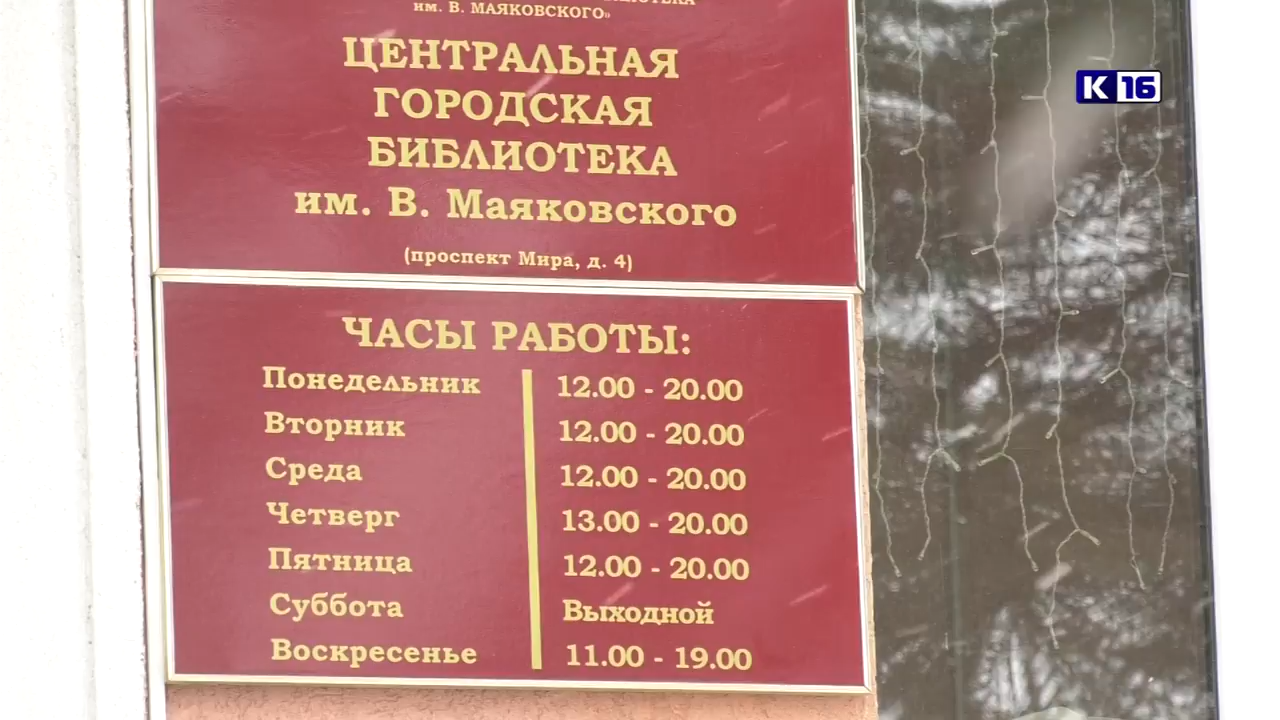 им. В. МАЯКОВСКОГО»
ЦЕНТРАЛЬНАЯ
ГОРОДСКАЯ
БИБЛИОТЕКА
им. В. Маяковского
(проспект Мира, д. 4)
К 16
ЧАСЫ РАБОТЫ:
Понедельник 12.00 - 20.00
Вторник 12.00 - 20.00
Среда 12.00 - 20.00
Четверг 13.00 - 20.00
Пятница 12.00 - 20.00
Суббота Выходной
Воскресенье 11.00 - 19.00